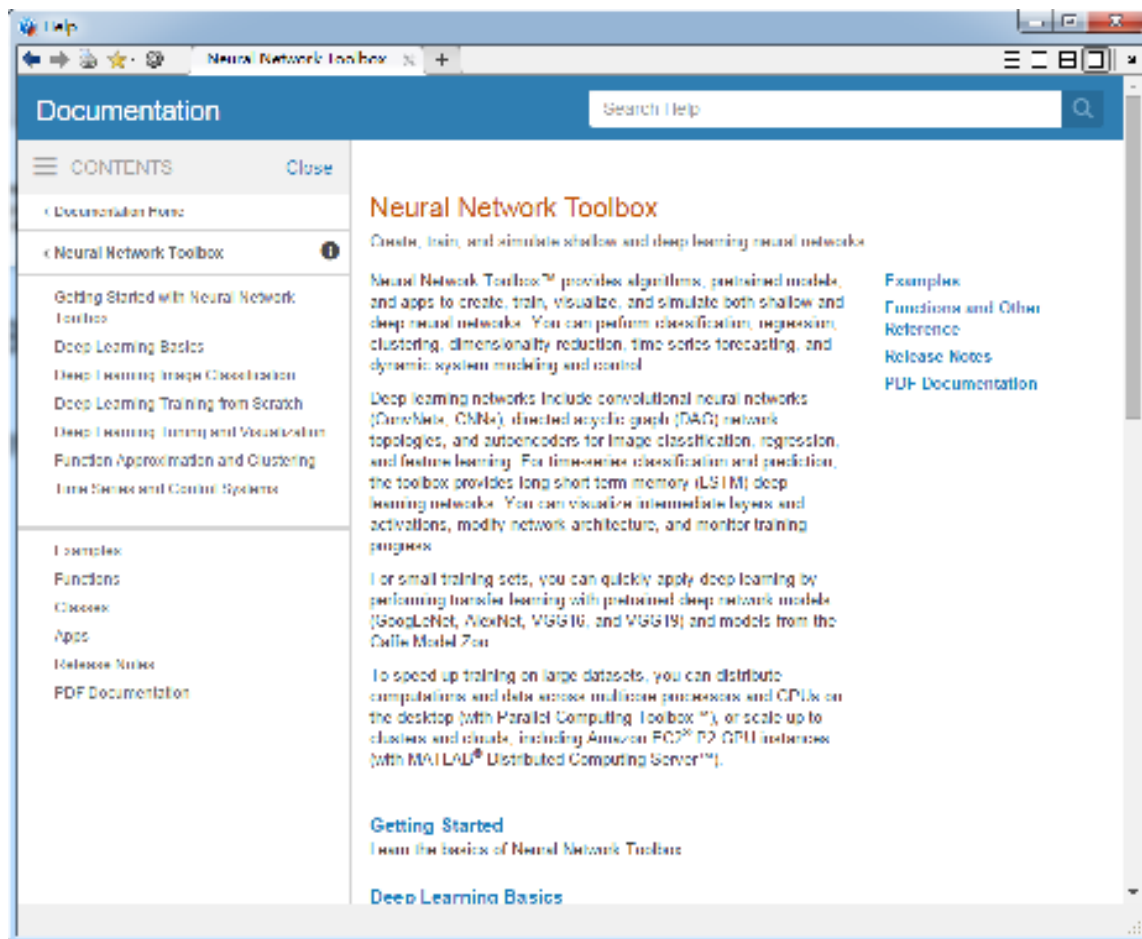 Help
Neural Network Toolbox
Documentation
Search Help
CONTENTS
Close
Documentation Home
Neural Network Toolbox
Getting Started with Neural Network
Toolbox
Deep Learning Basics
Deep Learning Image Classification
Deep Learning Training from Scratch
Deep Learning Tuning and Visualization
Function Approximation and Clustering
Time Series and Control Systems
Examples
Functions
Classes
Apps
Release Notes
PDF Documentation
Neural Network Toolbox
Create, train, and simulate shallow and deep learning neural networks
Neural Network Toolbox™ provides algorithms, pretrained models,
and apps to create, train, visualize, and simulate both shallow and
deep neural networks. You can perform classification, regression,
clustering, dimensionality reduction, time-series forecasting, and
dynamic system modeling and control.
Deep learning networks include convolutional neural networks
(ConvNets, CNNs), directed acyclic graph (DAG) network
topologies, and autoencoders for image classification, regression,
and feature learning. For time-series classification and prediction,
the toolbox provides long short-term memory (LSTM) deep
learning networks. You can visualize intermediate layers and
activations, modify network architecture, and monitor training
progress.
For small training sets, you can quickly apply deep learning by
performing transfer learning with pretrained deep network models
(GoogLeNet, AlexNet, VGG16, and VGG19) and models from the
Caffe Model Zoo.
To speed up training on large datasets, you can distribute
computations and data across multicore processors and GPUs on
the desktop (with Parallel Computing Toolbox™), or scale up to
clusters and clouds, including Amazon EC2® P2 GPU instances
(with MATLAB® Distributed Computing Server™).
Examples
Functions and Other
Reference
Release Notes
PDF Documentation
Getting Started
Learn the basics of Neural Network Toolbox
Deep Learning Basics